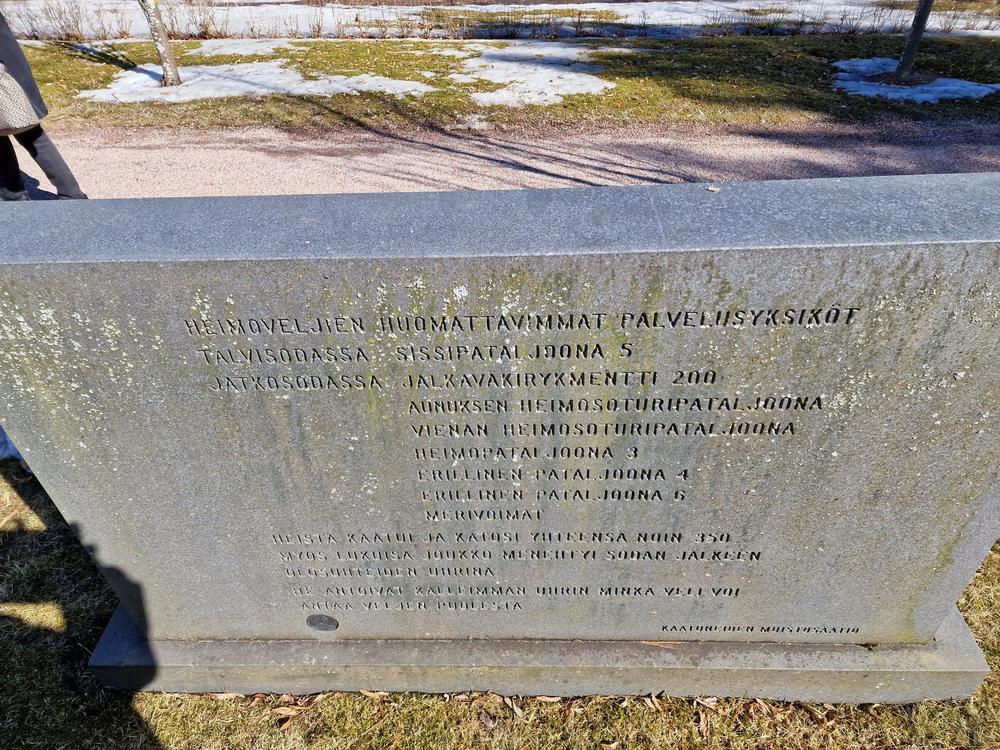 HEIMOVELJIEN HUOMATTAVIMMAT PALVELUSYKSIKÖT
TALVISODASSA SISSIPATALJOONA 5
JATKOSODASSA JALKAVÄKIRYKMENTTI 200
AUNUKSEN HEIMOSOTURIPATALJOONA
VIENAN HEIMOSOTURIPATALJOONA
HEIMOPATALJOONA 3
ERILLINEN PATALJOONA 4
ERILLINEN PATALJOONA 6
MERIVOIMAT
HEISTÄ KAATUI JA KATOSI YHTEENSÄ NOIN 350
MYÖS LUKUISA JOUKKO MENEHTYI SODAN JÄLKEEN
OLOSUHTEIDEN UHRINA
HE ANTOIVAT KALLEIMMAN UHRIN MINKÄ VELI VOI
ANTAA VELJEN PUOLESTA
KAATUNEIDEN MUISTOSÄÄTIÖ